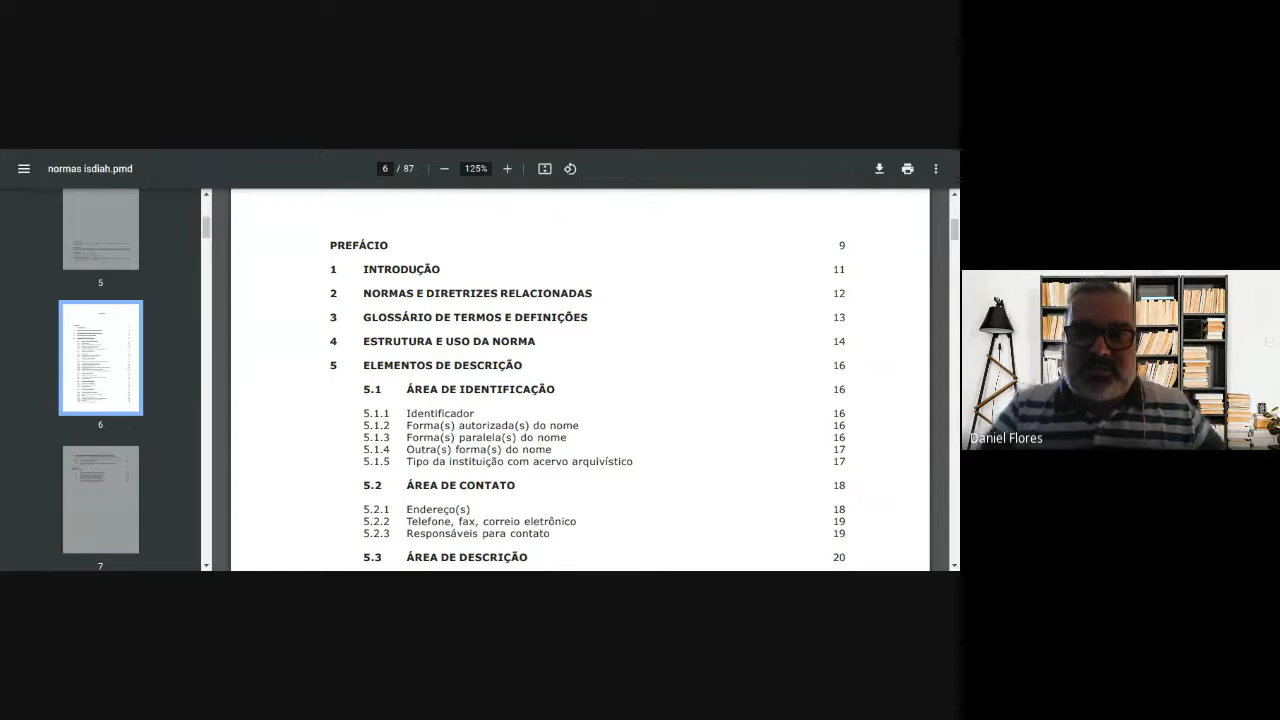 normas isdiah.pmd
6 / 87
125%
5
6
7
PREFÁCIO 9
1 INTRODUÇÃO 11
2 NORMAS E DIRETRIZES RELACIONADAS 12
3 GLOSSÁRIO DE TERMOS E DEFINIÇÕES 13
4 ESTRUTURA E USO DA NORMA 14
5 ELEMENTOS DE DESCRIÇÃO 16
5.1 ÁREA DE IDENTIFICAÇÃO 16
5.1.1 Identificador 16
5.1.2 Forma(s) autorizada(s) do nome 16
5.1.3 Forma(s) paralela(s) do nome 16
5.1.4 Outra(s) forma(s) do nome 17
5.1.5 Tipo da instituição com acervo arquivístico 17
5.2 ÁREA DE CONTATO 18
5.2.1 Endereço(s) 18
5.2.2 Telefone, fax, correio eletrônico 19
5.2.3 Responsáveis para contato 19
5.3 ÁREA DE DESCRIÇÃO 20
Daniel Flores